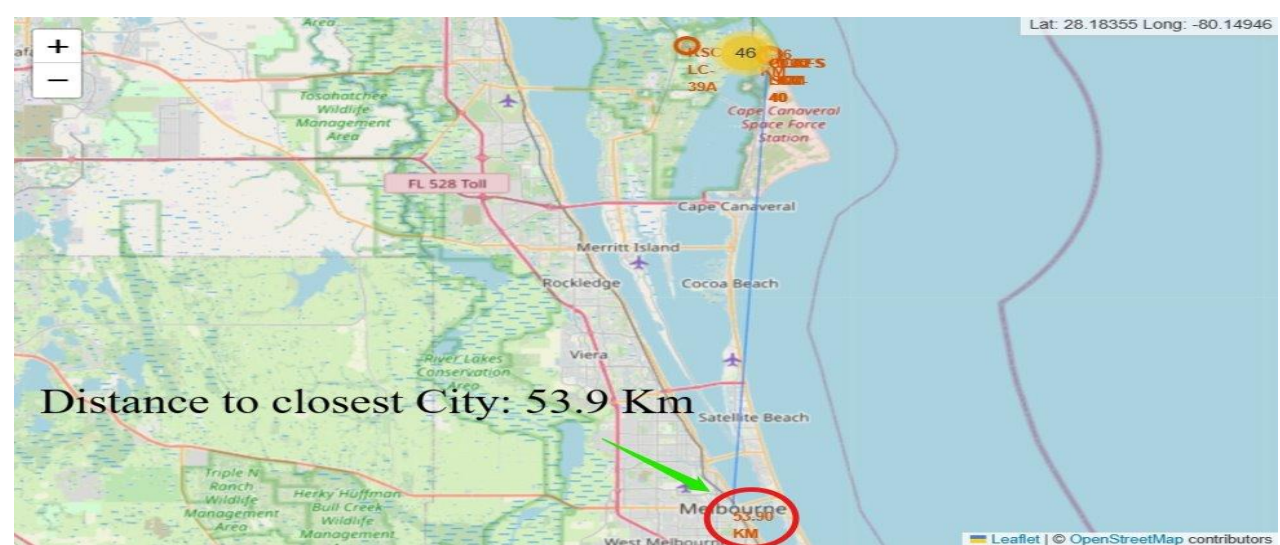 Lat: 28.18355 Long: -80.14946
+
−
Area
KSC
LC-
39A
46
40
Cape Canaveral
Space Force
Station
Tosohatchee
Wildlife
Management
Area
FL 528 Toll
Cape Canaveral
Merritt Island
Rockledge
Cocoa Beach
Viera
River Lakes
Conservation
Area
Distance to closest City: 53.9 Km
Satellite Beach
Triple N
Ranch
Wildlife
Management
Area
Herky Huffman
Bull Creek
Wildlife
Management
Melbourne
53.90
KM
West Melbourne
Leaflet | © OpenStreetMap contributors